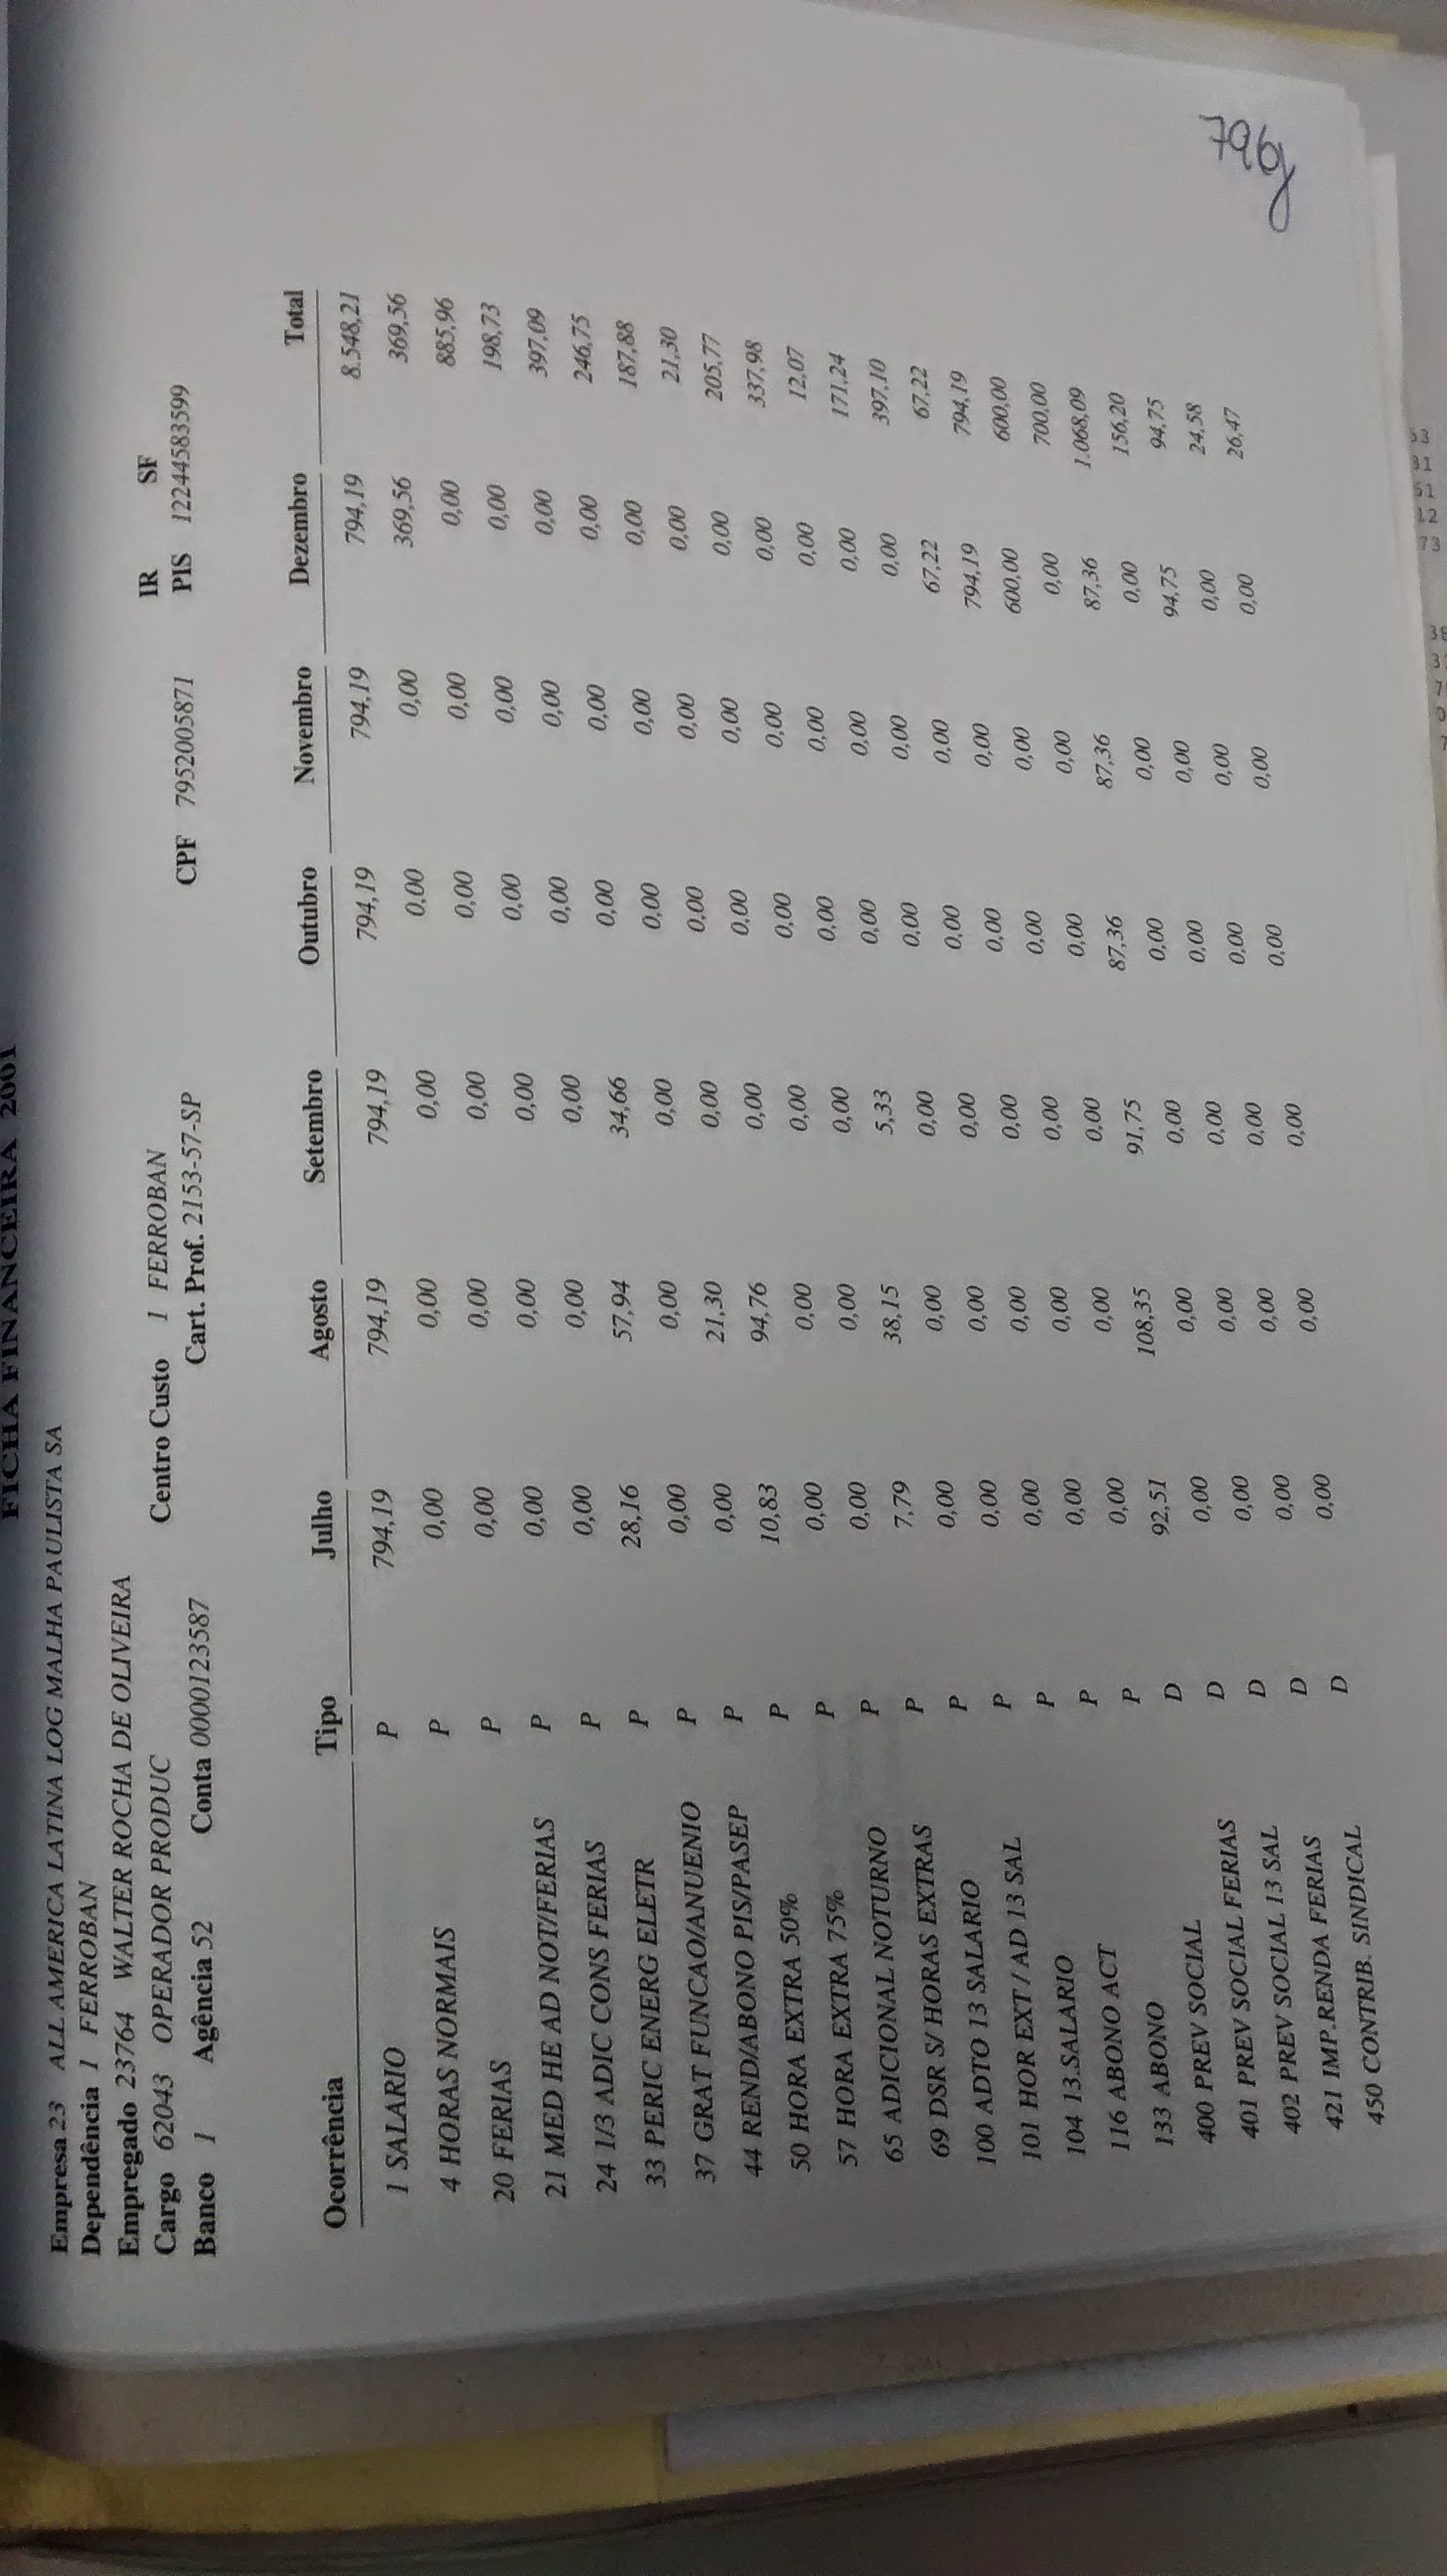 FICHA FINANCEIRA 2001
Empresa 23 ALL AMERICA LATINA LOG MALHA PAULISTA SA
Dependência 1 FERROBAN
Empregado 23764 WALTER ROCHA DE OLIVEIRA IR SF
Cargo 62043 OPERADOR PRODUC Centro Custo 1 FERROBAN CPF 7952005871 PIS 12244583599
Banco 1 Agência 52 Conta 0000123587 Cart. Prof. 2153-57-SP
Ocorrência Tipo Julho Agosto Setembro Outubro Novembro Dezembro Total
1 SALARIO P 794,19 794,19 794,19 794,19 794,19 794,19 8.548,21
4 HORAS NORMAIS P 0,00 0,00 0,00 0,00 0,00 369,56 369,56
20 FERIAS P 0,00 0,00 0,00 0,00 0,00 0,00 885,96
21 MED HE AD NOT/FERIAS P 0,00 0,00 0,00 0,00 0,00 0,00 198,73
24 1/3 ADIC CONS FERIAS P 0,00 0,00 0,00 0,00 0,00 0,00 397,09
33 PERIC ENERG ELETR P 28,16 57,94 34,66 0,00 0,00 0,00 246,75
37 GRAT FUNCAO/ANUENIO P 0,00 0,00 0,00 0,00 0,00 0,00 187,88
44 REND/ABONO PIS/PASEP P 0,00 21,30 0,00 0,00 0,00 0,00 21,30
50 HORA EXTRA 50% P 10,83 94,76 0,00 0,00 0,00 0,00 205,77
57 HORA EXTRA 75% P 0,00 0,00 0,00 0,00 0,00 0,00 337,98
65 ADICIONAL NOTURNO P 0,00 0,00 0,00 0,00 0,00 0,00 12,07
69 DSR S/ HORAS EXTRAS P 7,79 38,15 5,33 0,00 0,00 0,00 171,24
100 ADTO 13 SALARIO P 0,00 0,00 0,00 0,00 0,00 0,00 397,10
101 HOR EXT / AD 13 SAL P 0,00 0,00 0,00 0,00 0,00 67,22 67,22
104 13.SALARIO P 0,00 0,00 0,00 0,00 0,00 794,19 794,19
116 ABONO ACT P 0,00 0,00 0,00 0,00 0,00 600,00 600,00
133 ABONO P 0,00 0,00 0,00 0,00 0,00 0,00 700,00
400 PREV SOCIAL D 92,51 108,35 91,75 87,36 87,36 87,36 1.068,09
401 PREV SOCIAL FERIAS D 0,00 0,00 0,00 0,00 0,00 0,00 156,20
402 PREV SOCIAL 13 SAL D 0,00 0,00 0,00 0,00 0,00 94,75 94,75
421 IMP.RENDA FERIAS D 0,00 0,00 0,00 0,00 0,00 0,00 24,58
450 CONTRIB. SINDICAL D 0,00 0,00 0,00 0,00 0,00 0,00 26,47
796